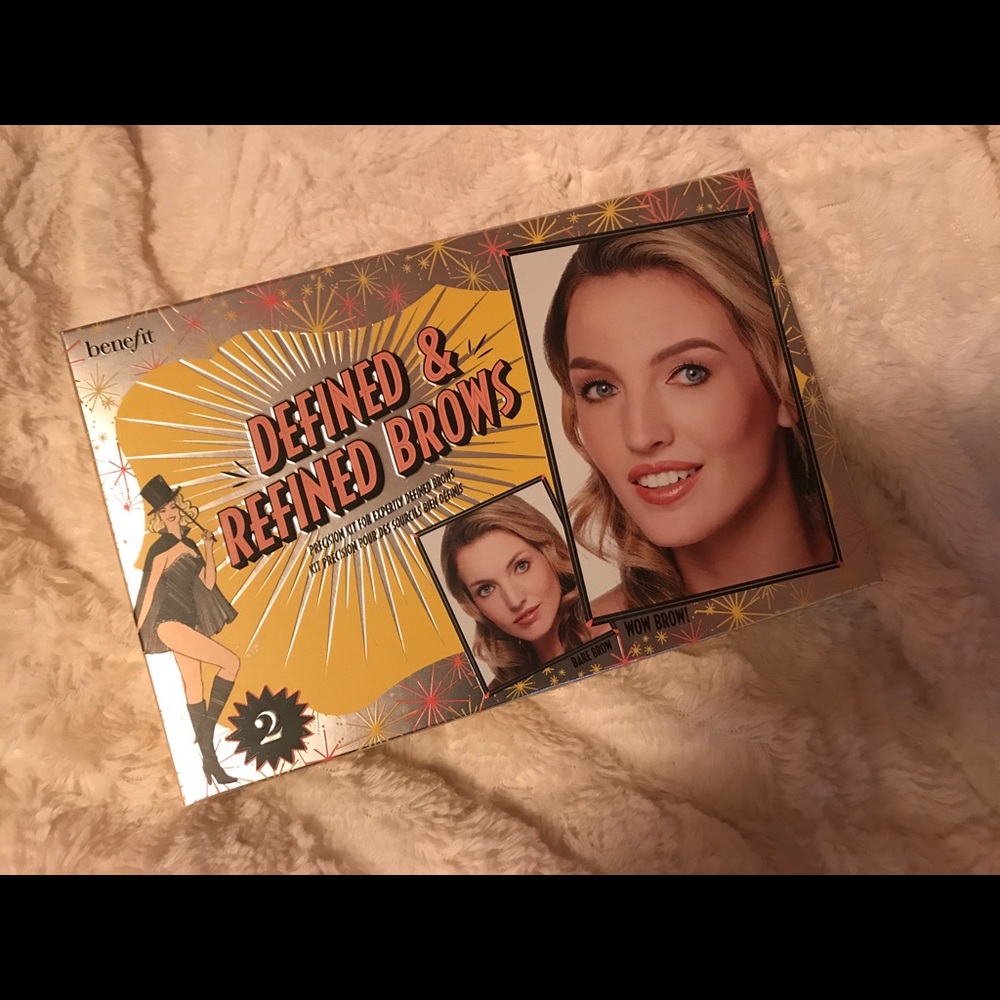 benefit
DEFINED &
REFINED BROWS
PRECISION KIT FOR EXPERTLY DEFINED BROWS
KIT PRÉCISION POUR DES SOURCILS BIEN DÉFINIS
WOW BROW!
BARE BROW
2